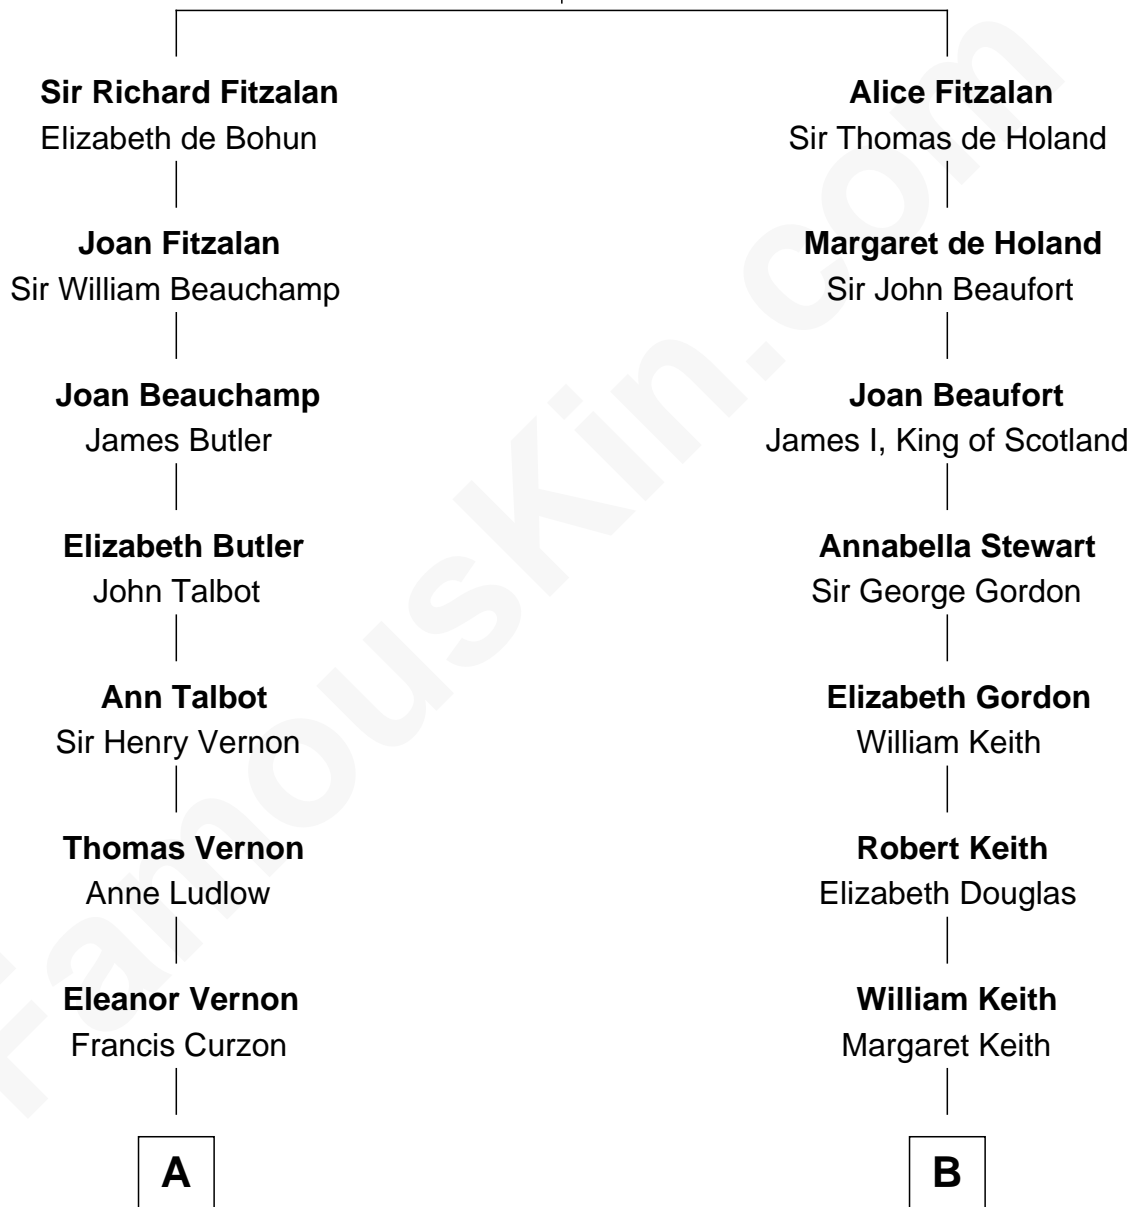 Sir Richard Fitzalan
Elizabeth de Bohun
Joan Fitzalan
Sir William Beauchamp
Joan Beauchamp
James Butler
Elizabeth Butler
John Talbot
Ann Talbot
Sir Henry Vernon
Thomas Vernon
Anne Ludlow
Eleanor Vernon
Francis Curzon
A
Alice Fitzalan
Sir Thomas de Holand
Margaret de Holand
Sir John Beaufort
Joan Beaufort
James I, King of Scotland
Annabella Stewart
Sir George Gordon
Elizabeth Gordon
William Keith
Robert Keith
Elizabeth Douglas
William Keith
Margaret Keith
B
FamousKin.com